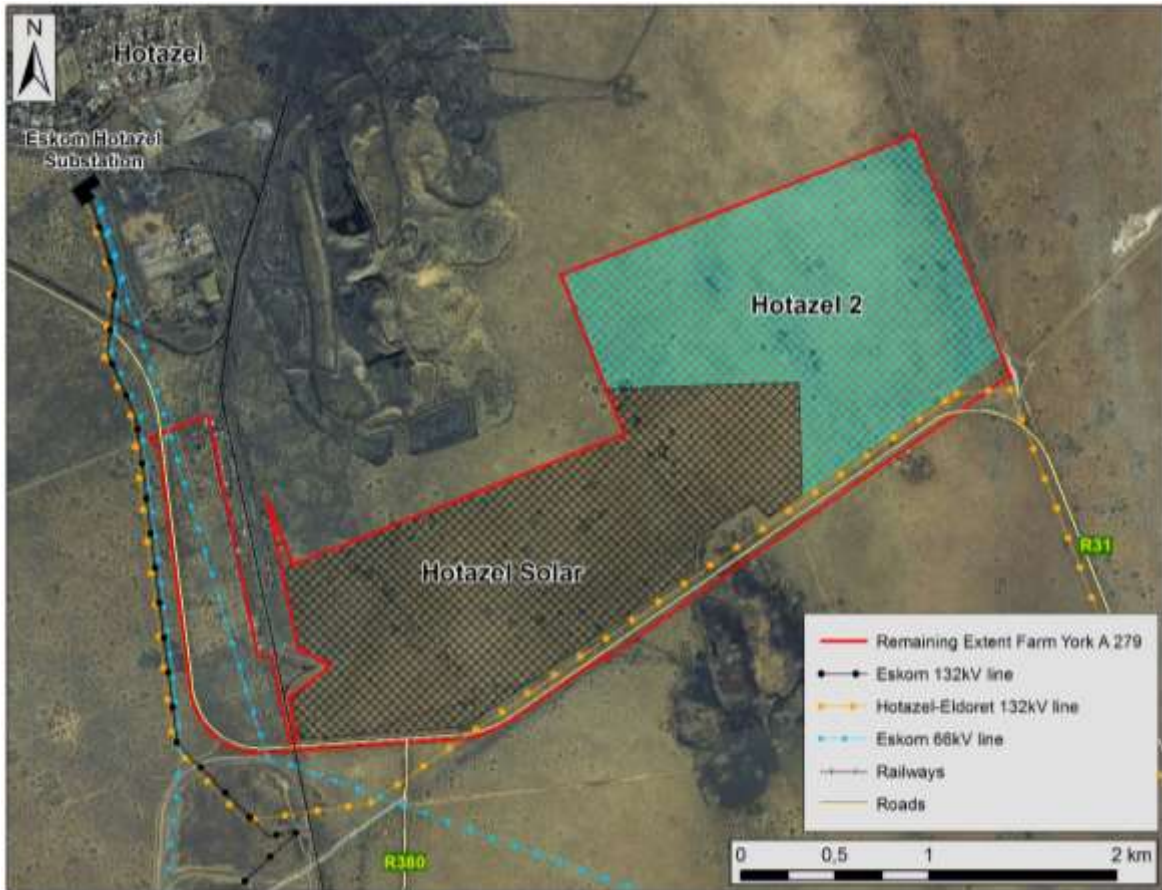 N
Hotazel
Eskom Hotazel
Substation
Hotazel 2
Hotazel Solar
R31
R380
Remaining Extent Farm York A 279
Eskom 132kV line
Hotazel-Eldoret 132kV line
Eskom 66kV line
Railways
Roads
0 0,5 1 2 km